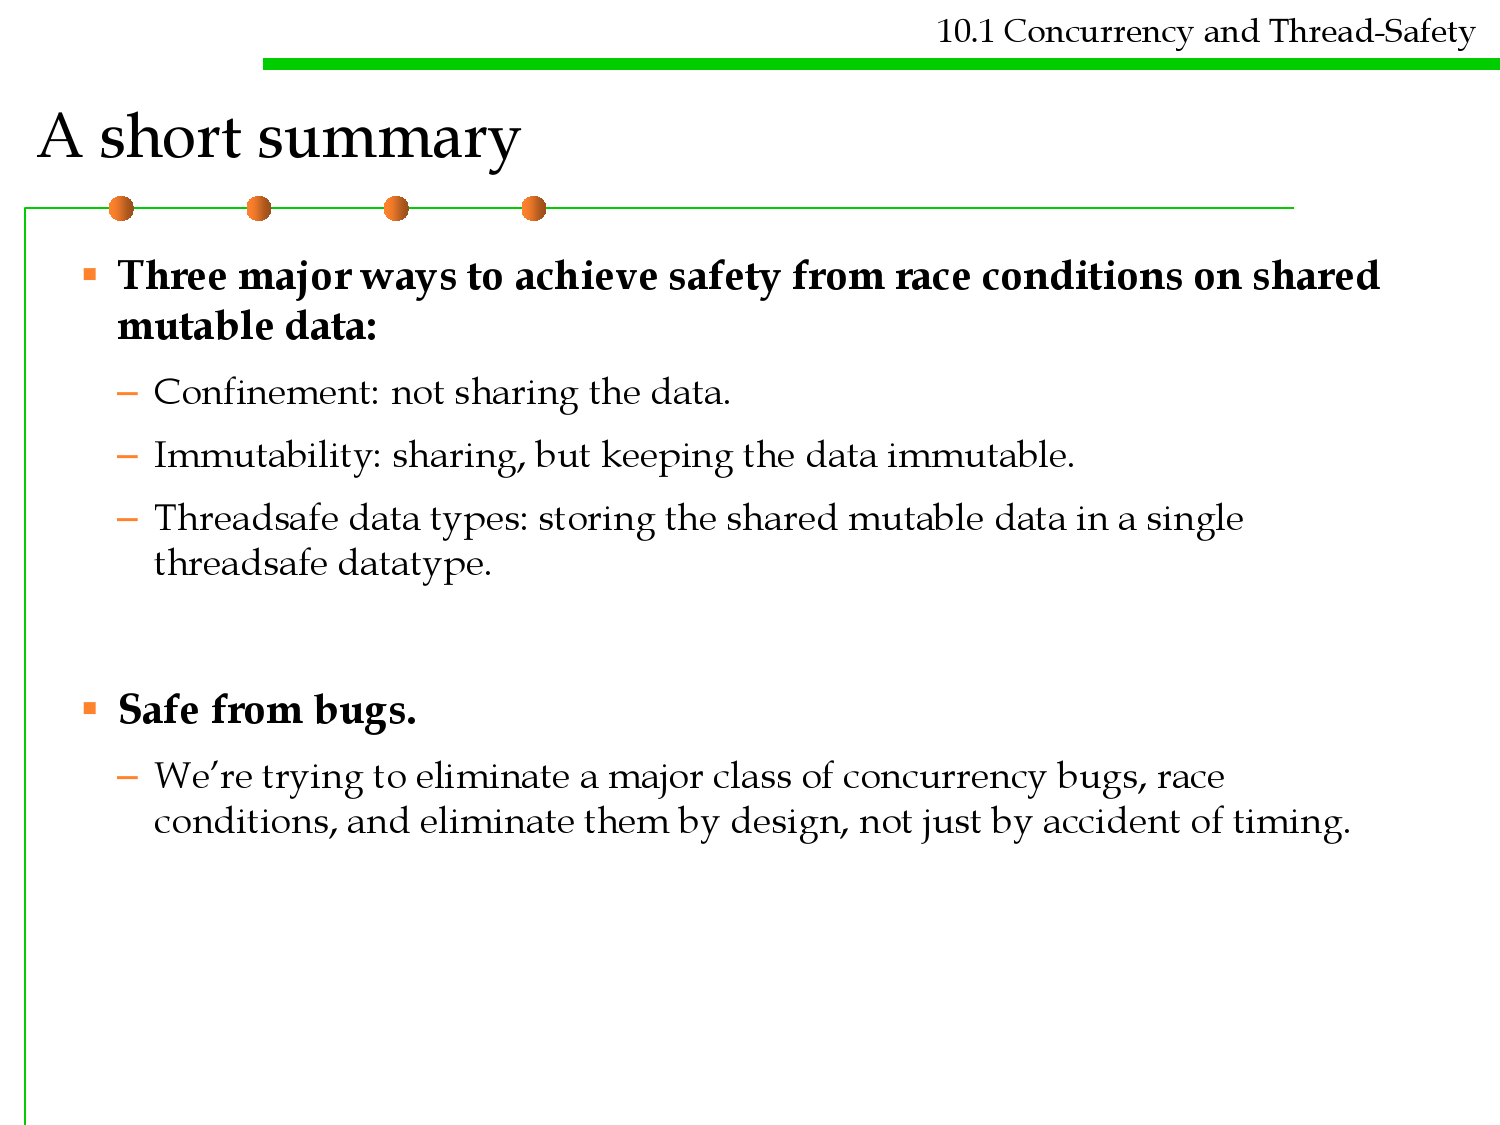 10.1 Concurrency and Thread-Safety
A short summary
▪ Three major ways to achieve safety from race conditions on shared
mutable data:
– Confinement: not sharing the data.
– Immutability: sharing, but keeping the data immutable.
– Threadsafe data types: storing the shared mutable data in a single
threadsafe datatype.
▪ Safe from bugs.
– We’re trying to eliminate a major class of concurrency bugs, race
conditions, and eliminate them by design, not just by accident of timing.